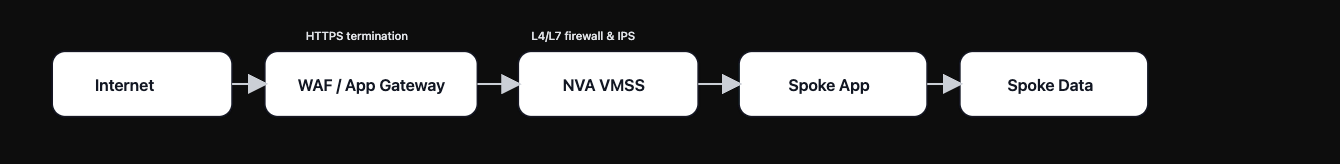 HTTPS termination
L4/L7 firewall & IPS
Internet
WAF / App Gateway
NVA VMSS
Spoke App
Spoke Data